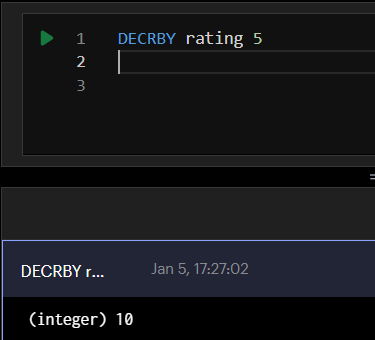 1 DECRBY rating 5
2
3
=
DECRBY r... Jan 5, 17:27:02
(integer) 10